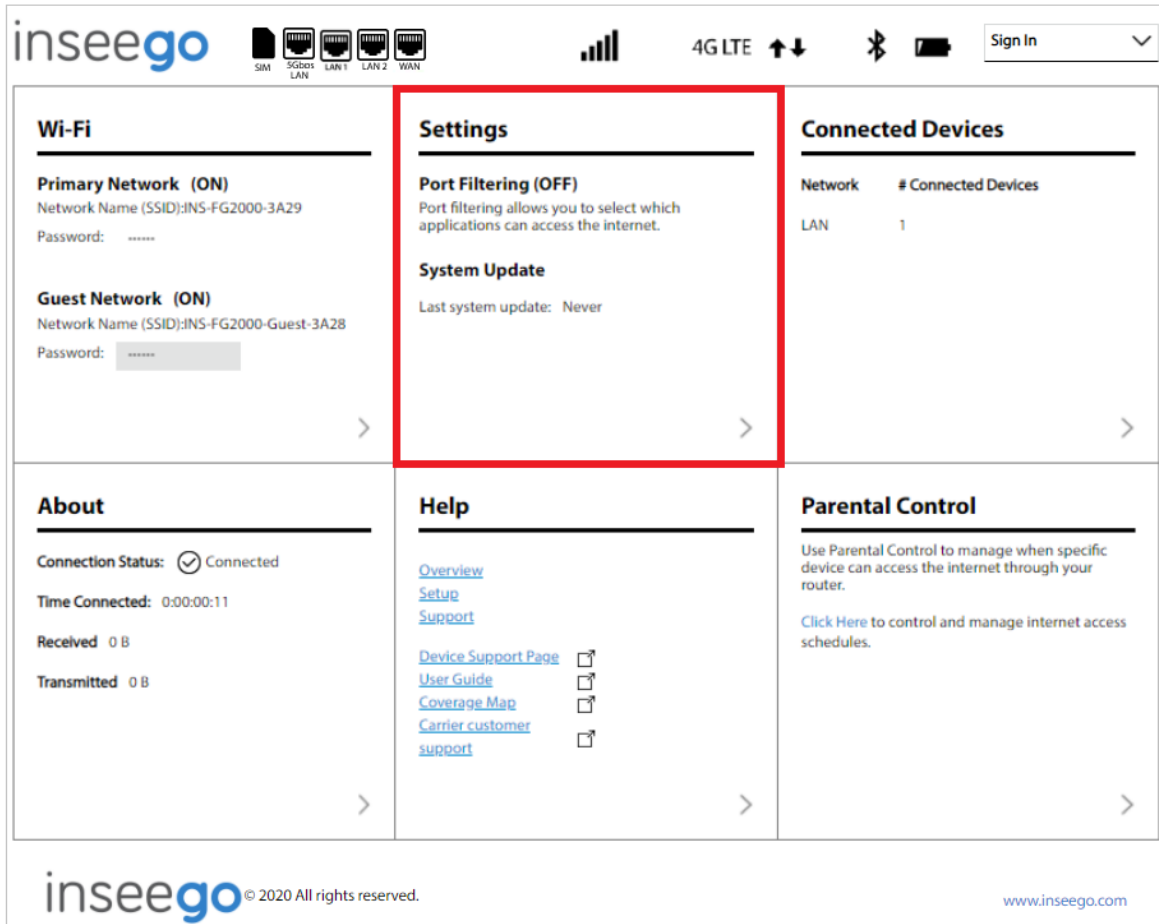 inseego
SIM
5Gbps
LAN
LAN 1
LAN 2
WAN
4G LTE
Sign In
Wi-Fi
Primary Network (ON)
Network Name (SSID):INS-FG2000-3A29
Password: ------
Guest Network (ON)
Network Name (SSID):INS-FG2000-Guest-3A28
Password: ------
Settings
Port Filtering (OFF)
Port filtering allows you to select which
applications can access the internet.
System Update
Last system update: Never
Connected Devices
Network # Connected Devices
LAN 1
About
Connection Status: Connected
Time Connected: 0:00:00:11
Received 0 B
Transmitted 0 B
Help
Overview
Setup
Support
Device Support Page
User Guide
Coverage Map
Carrier customer
support
Parental Control
Use Parental Control to manage when specific
device can access the internet through your
router.
Click Here to control and manage internet access
schedules.
inseego © 2020 All rights reserved.
www.inseego.com